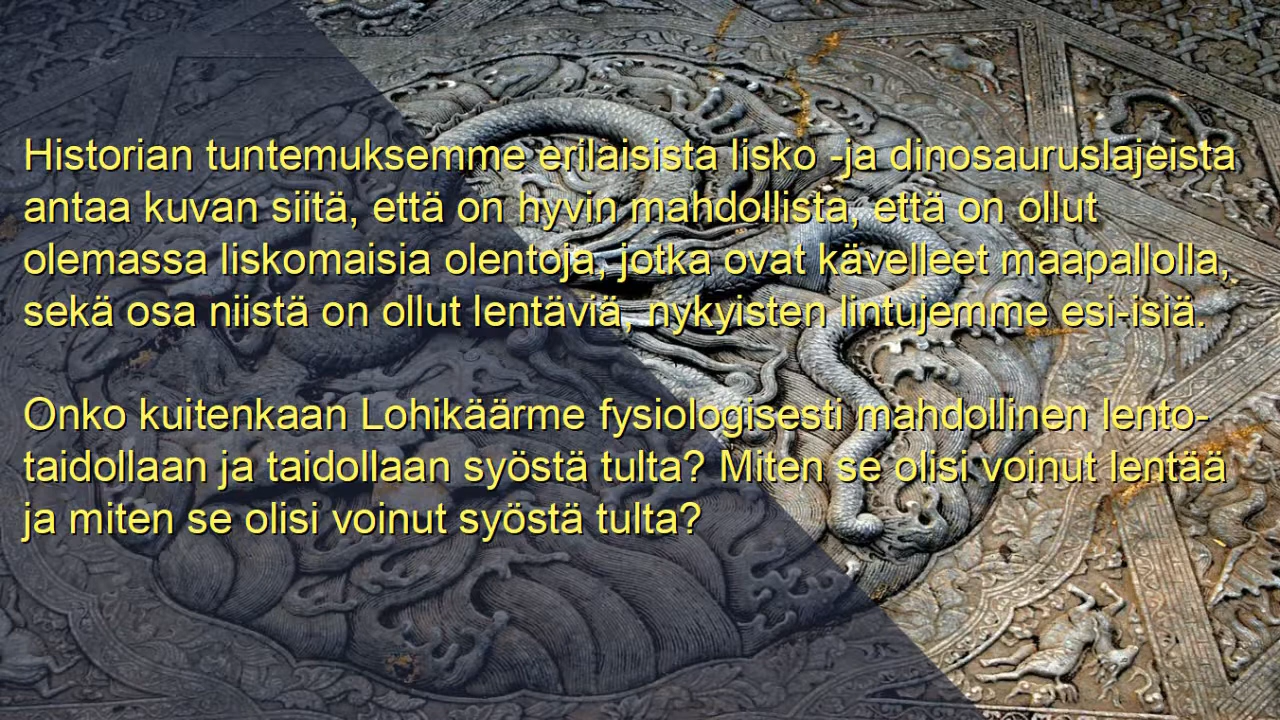 Historian tuntemuksemme erilaisista lisko -ja dinosauruslajeista
antaa kuvan siitä, että on hyvin mahdollista, että on ollut
olemassa liskomaisia olentoja, jotka ovat kävelleet maapallolla,
sekä osa niistä on ollut lentäviä, nykyisten lintujemme esi-isiä.
Onko kuitenkaan Lohikäärme fysiologisesti mahdollinen lento-
taidollaan ja taidollaan syöstä tulta? Miten se olisi voinut lentää
ja miten se olisi voinut syöstä tulta?